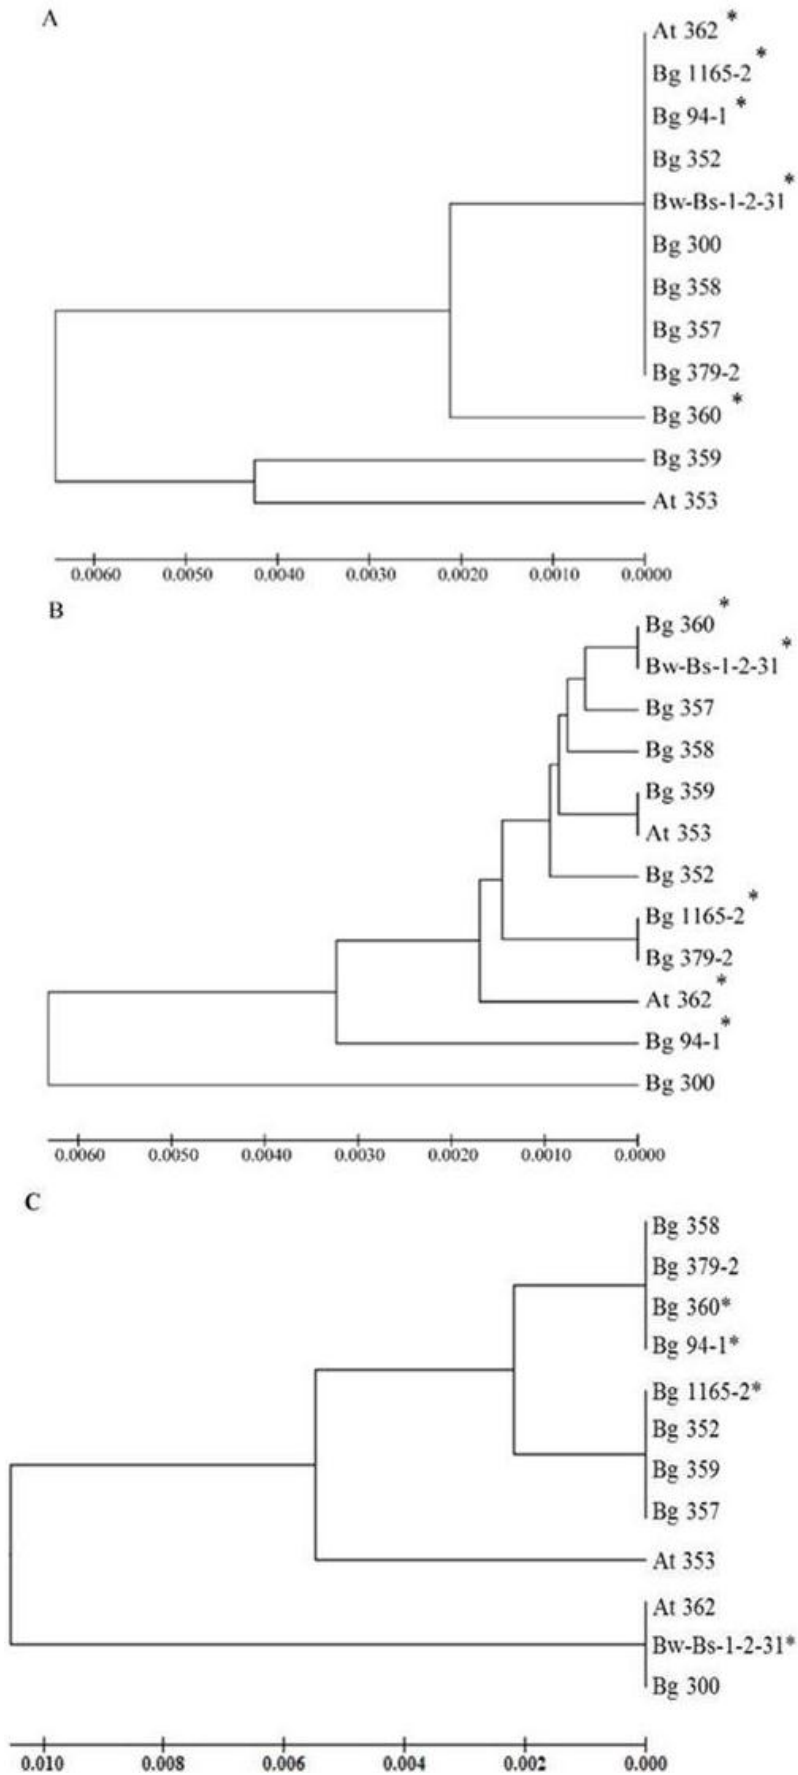 A
At 362 *
Bg 1165-2 *
Bg 94-1 *
Bg 352
Bw-Bs-1-2-31 *
Bg 300
Bg 358
Bg 357
Bg 379-2
Bg 360 *
Bg 359
At 353
0.0060 0.0050 0.0040 0.0030 0.0020 0.0010 0.0000
B
Bg 360 *
Bw-Bs-1-2-31 *
Bg 357
Bg 358
Bg 359
At 353
Bg 352
Bg 1165-2 *
Bg 379-2
At 362 *
Bg 94-1 *
Bg 300
0.0060 0.0050 0.0040 0.0030 0.0020 0.0010 0.0000
C
Bg 358
Bg 379-2
Bg 360*
Bg 94-1*
Bg 1165-2*
Bg 352
Bg 359
Bg 357
At 353
At 362
Bw-Bs-1-2-31*
Bg 300
0.010 0.008 0.006 0.004 0.002 0.000